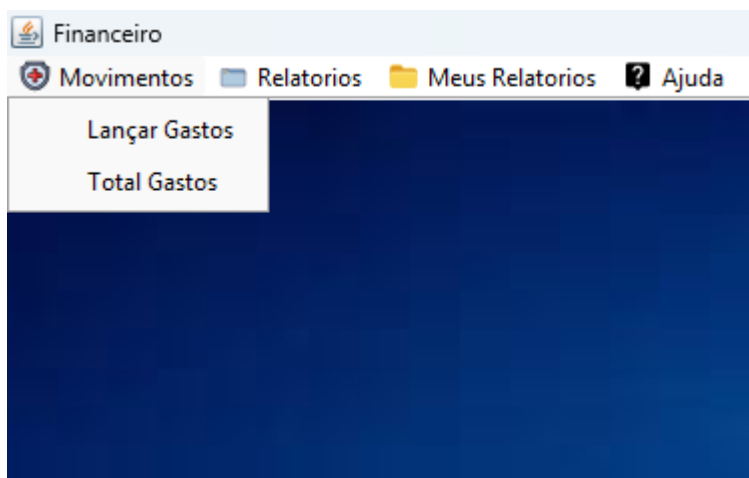 Financeiro
Movimentos Relatorios Meus Relatorios ? Ajuda
Lançar Gastos
Total Gastos